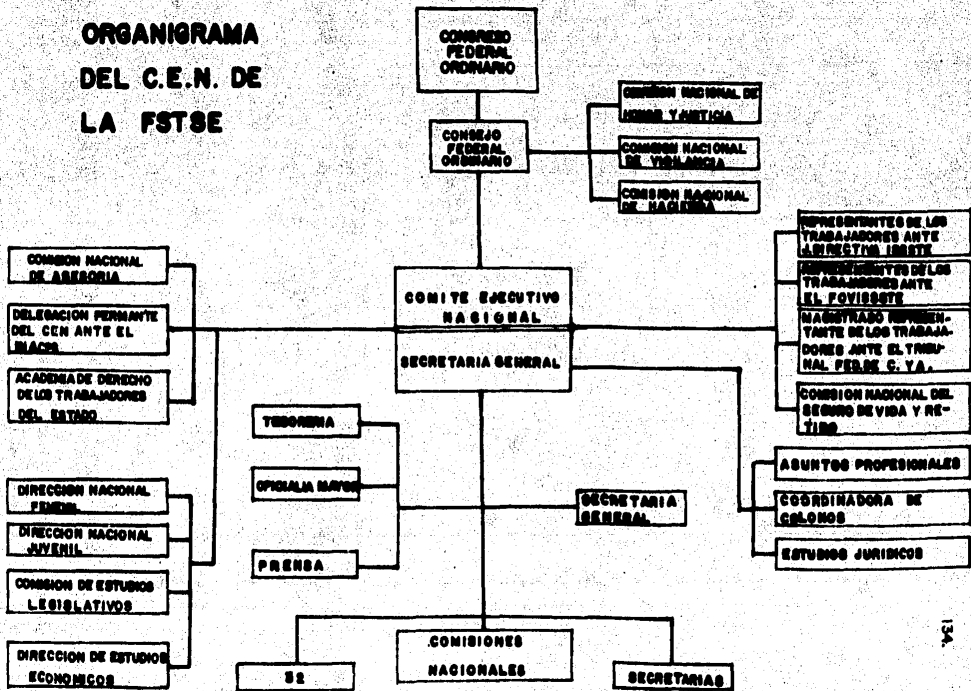 ORGANIGRAMA
DEL C.E.N. DE
LA FSTSE
CONGRESO
FEDERAL
ORDINARIO
CONSEJO
FEDERAL
ORDINARIO
COMISION NACIONAL DE
HONOR Y JUSTICIA
COMISION NACIONAL
DE VIGILANCIA
COMISION NACIONAL
DE HACIENDA
COMISION NACIONAL
DE ASESORIA
DELEGACION PERMANTE
DEL CEN ANTE EL
ACADEMIA DE DERECHO
DE LOS TRABAJADORES
DEL ESTADO
COMITE EJECUTIVO
NACIONAL
SECRETARIA GENERAL
REPRESENTANTES DE LOS
TRABAJADORES ANTE
J.DIRECTIVA ISSSTE
REPRESENTANTES DE LOS
TRABAJADORES ANTE
EL FOVISSSTE
MAGISTRADO REPRESEN-
TANTE DE LOS TRABAJA-
DORES ANTE EL TRIBU-
NAL FED.DE C. Y A.
COMISION NACIONAL DEL
SEGURO DE VIDA Y RE-
TIRO
TESORERIA
OFICIALIA MAYOR
PRENSA
SECRETARIA
GENERAL
ASUNTOS PROFESIONALES
COORDINADORA DE
COLONOS
ESTUDIOS JURIDICOS
DIRECCION NACIONAL
FEMENIL
DIRECCION NACIONAL
JUVENIL
COMISION DE ESTUDIOS
LEGISLATIVOS
DIRECCION DE ESTUDIOS
ECONOMICOS
52
COMISIONES
NACIONALES
SECRETARIAS
134.